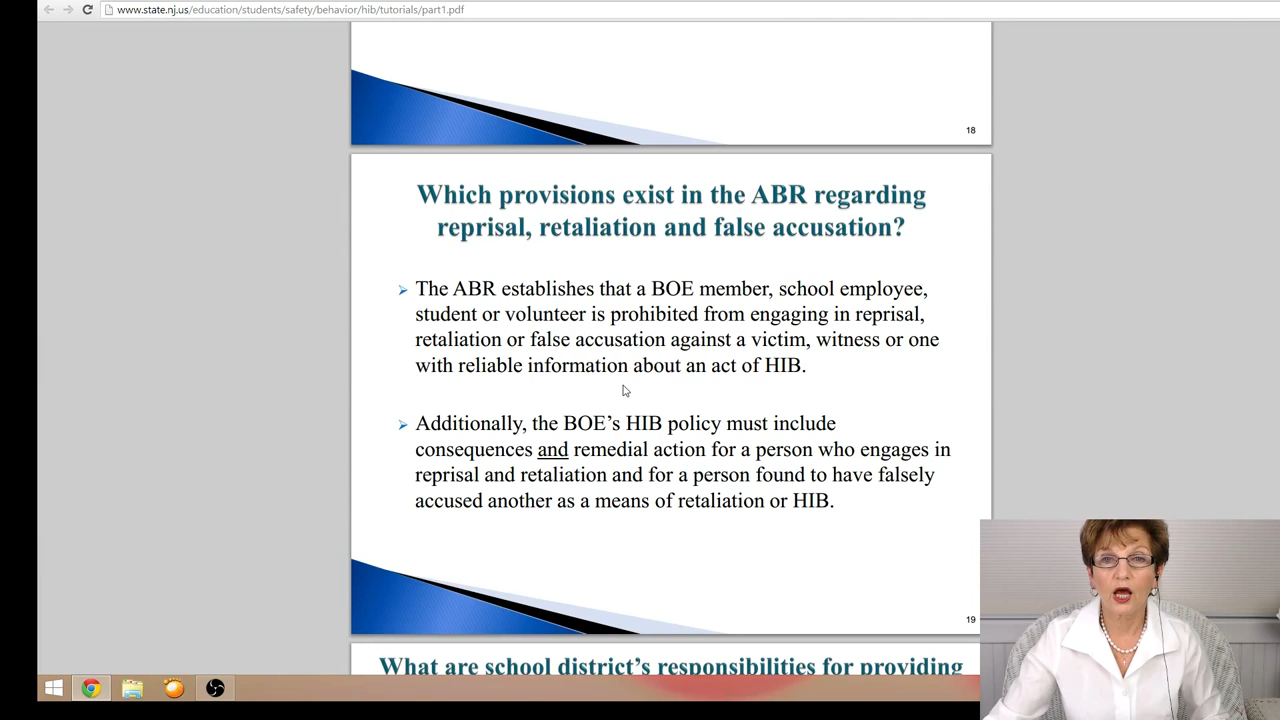 www.state.nj.us/education/students/safety/behavior/hib/tutorials/part1.pdf
18
Which provisions exist in the ABR regarding
reprisal, retaliation and false accusation?
The ABR establishes that a BOE member, school employee,
student or volunteer is prohibited from engaging in reprisal,
retaliation or false accusation against a victim, witness or one
with reliable information about an act of HIB.
Additionally, the BOE’s HIB policy must include
consequences and remedial action for a person who engages in
reprisal and retaliation and for a person found to have falsely
accused another as a means of retaliation or HIB.
19
What are school district’s responsibilities for providing